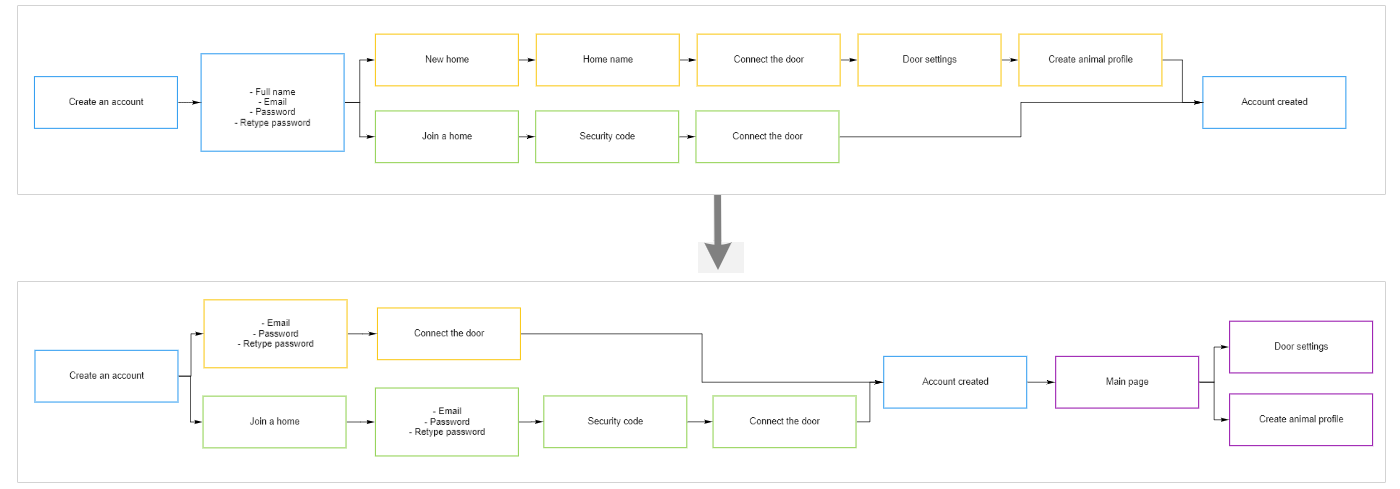 Create an account
- Full name
- Email
- Password
- Retype password
New home
Home name
Connect the door
Door settings
Create animal profile
Join a home
Security code
Connect the door
Account created
Create an account
- Email
- Password
- Retype password
Connect the door
Join a home
- Email
- Password
- Retype password
Security code
Connect the door
Account created
Main page
Door settings
Create animal profile